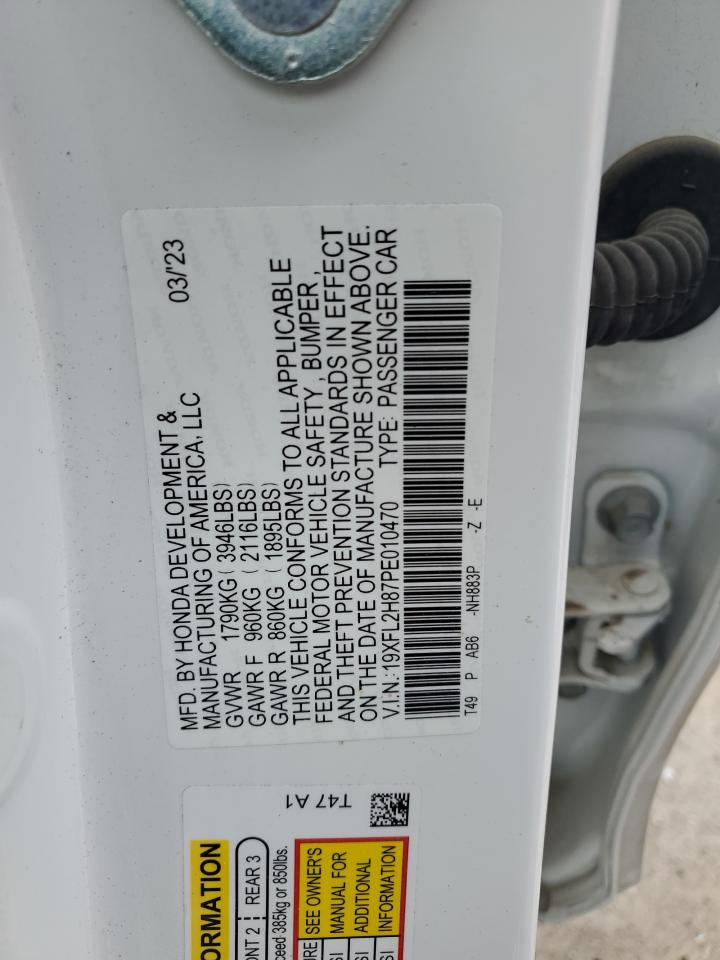 MFD. BY HONDA DEVELOPMENT & 03/'23
MANUFACTURING OF AMERICA, LLC
GVWR 1790KG ( 3946LBS)
GAWR F 960KG ( 2116LBS)
GAWR R 860KG ( 1895LBS)
THIS VEHICLE CONFORMS TO ALL APPLICABLE
FEDERAL MOTOR VEHICLE SAFETY, BUMPER,
AND THEFT PREVENTION STANDARDS IN EFFECT
ON THE DATE OF MANUFACTURE SHOWN ABOVE.
V.I.N.: 19XFL2H87PE010470 TYPE: PASSENGER CAR
T49 P AB6 -NH883P -Z -E
T47 A1
ORMATION
2 REAR 3
385kg or 850lbs.
SEE OWNER'S
MANUAL FOR
ADDITIONAL
INFORMATION